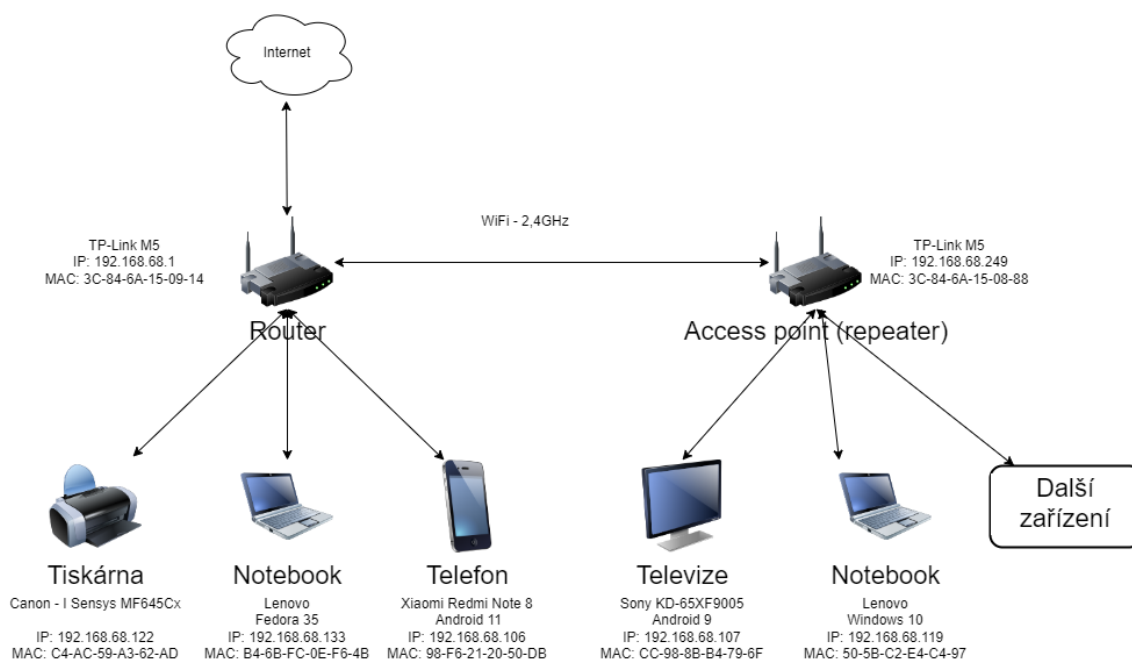 Internet
WiFi - 2,4GHz
TP-Link M5
IP: 192.168.68.1
MAC: 3C-84-6A-15-09-14
TP-Link M5
IP: 192.168.68.249
MAC: 3C-84-6A-15-08-88
Router
Access point (repeater)
Tiskárna
Canon - I Sensys MF645Cx
IP: 192.168.68.122
MAC: C4-AC-59-A3-62-AD
Notebook
Lenovo
Fedora 35
IP: 192.168.68.133
MAC: B4-6B-FC-0E-F6-4B
Telefon
Xiaomi Redmi Note 8
Android 11
IP: 192.168.68.106
MAC: 98-F6-21-20-50-DB
Televize
Sony KD-65XF9005
Android 9
IP: 192.168.68.107
MAC: CC-98-8B-B4-79-6F
Notebook
Lenovo
Windows 10
IP: 192.168.68.119
MAC: 50-5B-C2-E4-C4-97
Další
zařízení